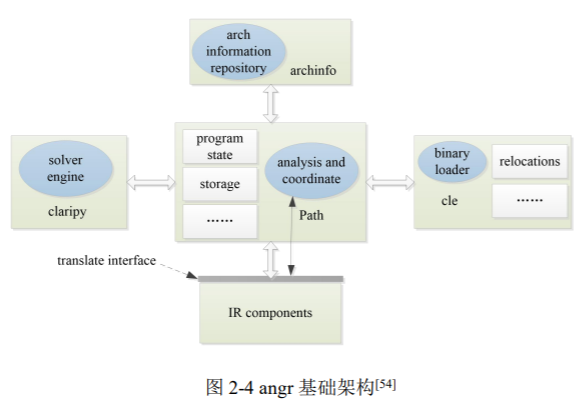 arch
information
repository
archinfo
program
state
storage
······
analysis and
coordinate
Path
solver
engine
claripy
binary
loader
relocations
cle
······
translate interface
IR components
图 2-4 angr 基础架构[54]